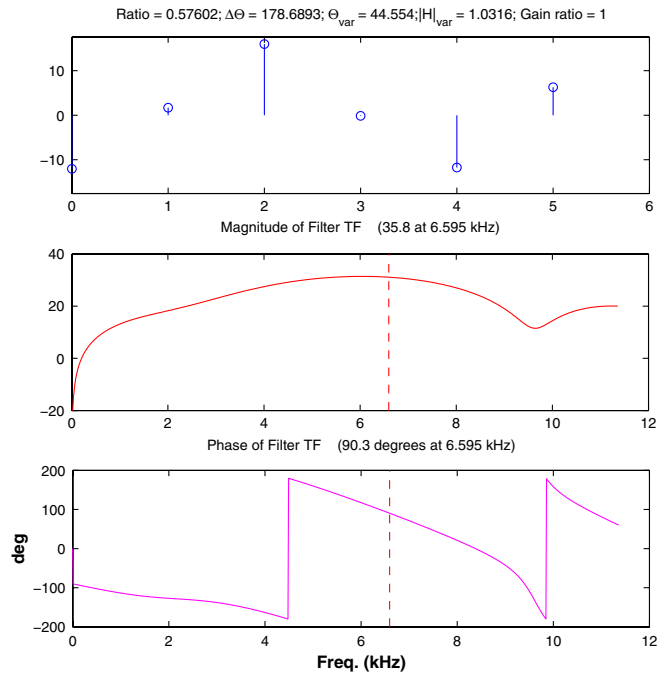 Ratio = 0.57602; ΔΘ = 178.6893; Θ_var = 44.554;|H|_var = 1.0316; Gain ratio = 1
10
0
−10
0 1 2 3 4 5 6
Magnitude of Filter TF (35.8 at 6.595 kHz)
40
20
0
−20
0 2 4 6 8 10 12
Phase of Filter TF (90.3 degrees at 6.595 kHz)
200
100
0
−100
−200
deg
0 2 4 6 8 10 12
Freq. (kHz)